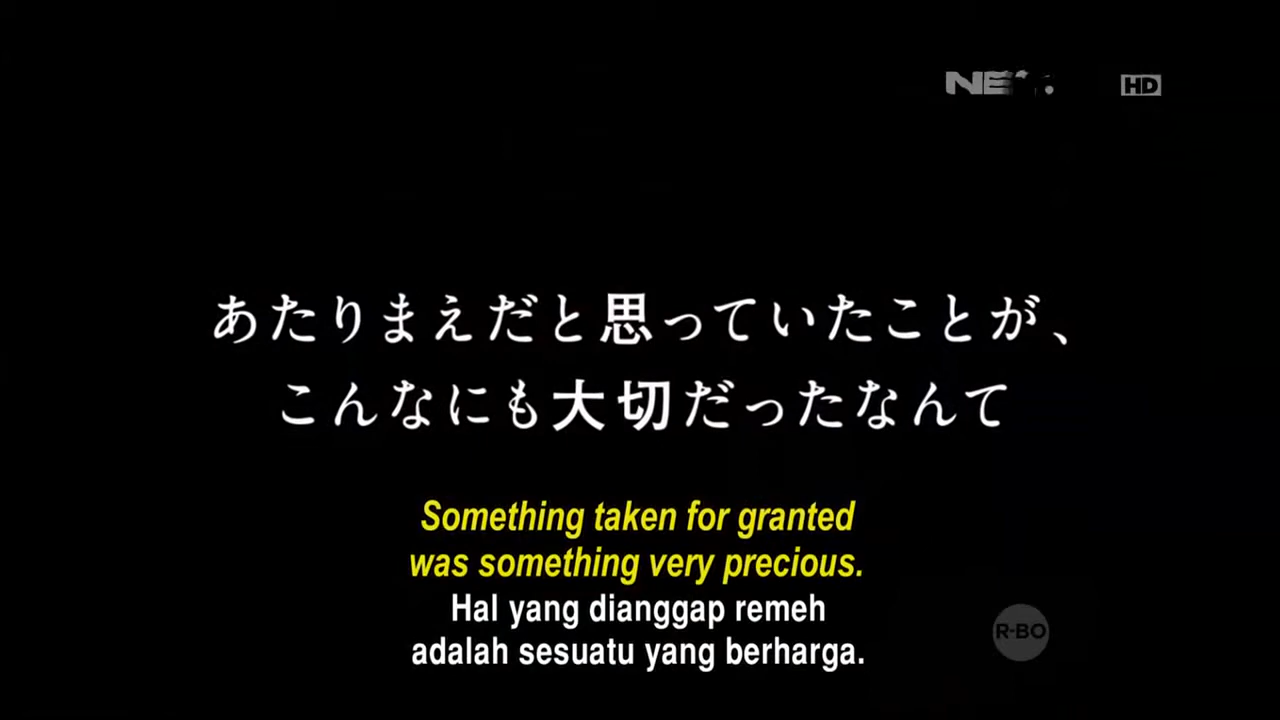 HD
あたりまえだと思っていたことが、
こんなにも大切だったなんて
Something taken for granted
was something very precious.
Hal yang dianggap remeh
adalah sesuatu yang berharga.
R-BO